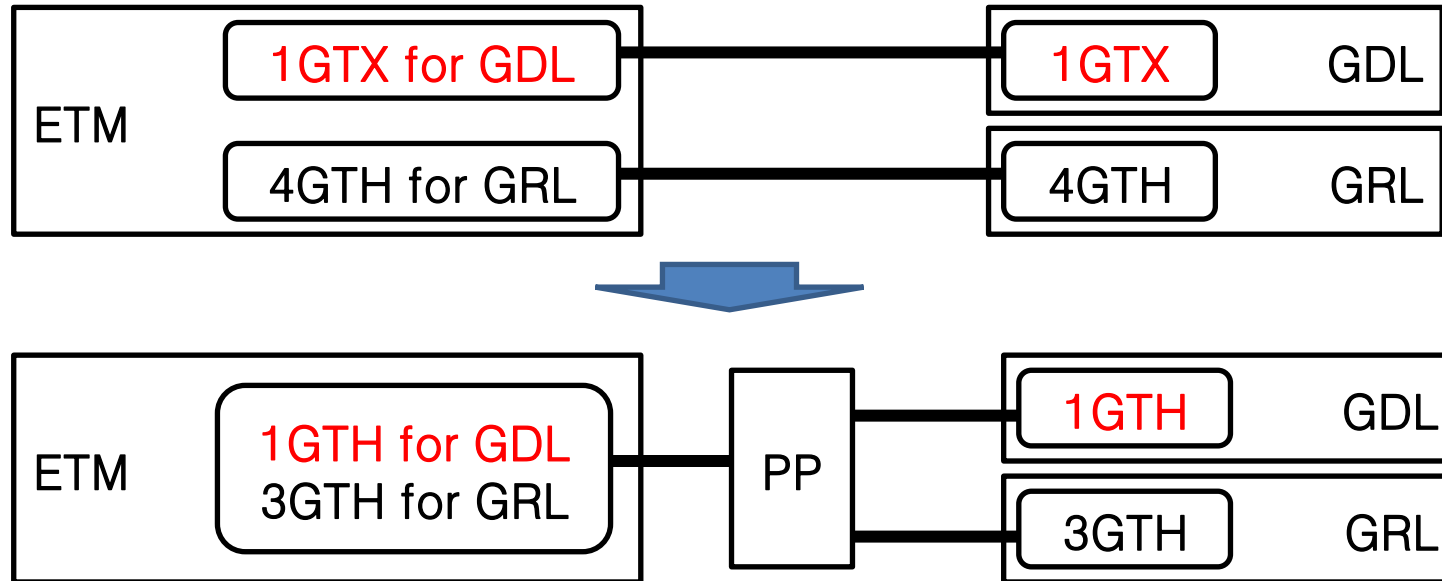 1GTX for GDL
1GTX
GDL
ETM
4GTH for GRL
4GTH
GRL
1GTH for GDL
3GTH for GRL
ETM
PP
1GTH
GDL
3GTH
GRL